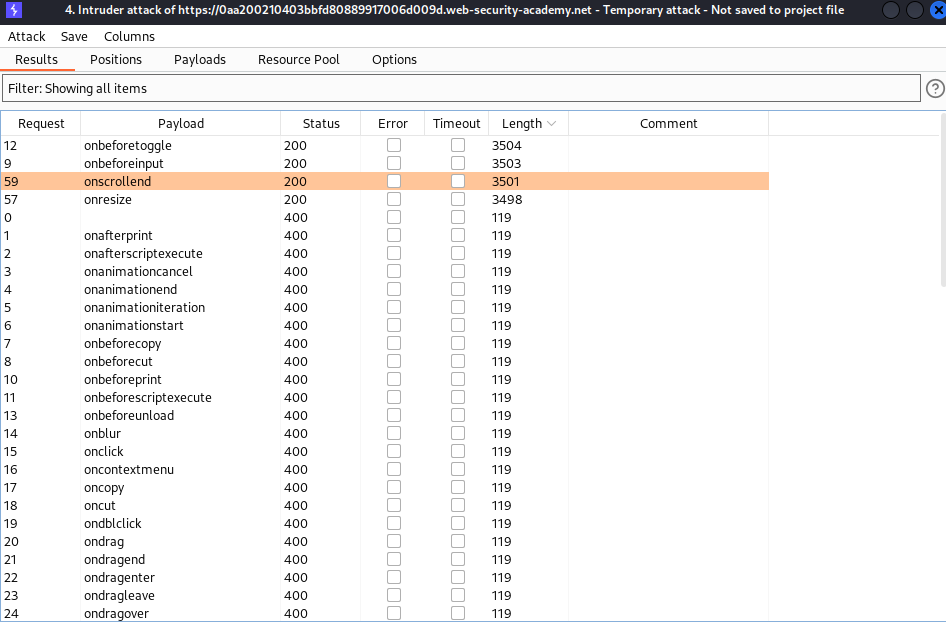 4. Intruder attack of https://0aa200210403bbfd80889917006d009d.web-security-academy.net - Temporary attack - Not saved to project file
Attack Save Columns
Results Positions Payloads Resource Pool Options
Filter: Showing all items ?
Request Payload Status Error Timeout Length Comment
12 onbeforetoggle 200 3504
9 onbeforeinput 200 3503
59 onscrollend 200 3501
57 onresize 200 3498
0 400 119
1 onafterprint 400 119
2 onafterscriptexecute 400 119
3 onanimationcancel 400 119
4 onanimationend 400 119
5 onanimationiteration 400 119
6 onanimationstart 400 119
7 onbeforecopy 400 119
8 onbeforecut 400 119
10 onbeforeprint 400 119
11 onbeforescriptexecute 400 119
13 onbeforeunload 400 119
14 onblur 400 119
15 onclick 400 119
16 oncontextmenu 400 119
17 oncopy 400 119
18 oncut 400 119
19 ondblclick 400 119
20 ondrag 400 119
21 ondragend 400 119
22 ondragenter 400 119
23 ondragleave 400 119
24 ondragover 400 119